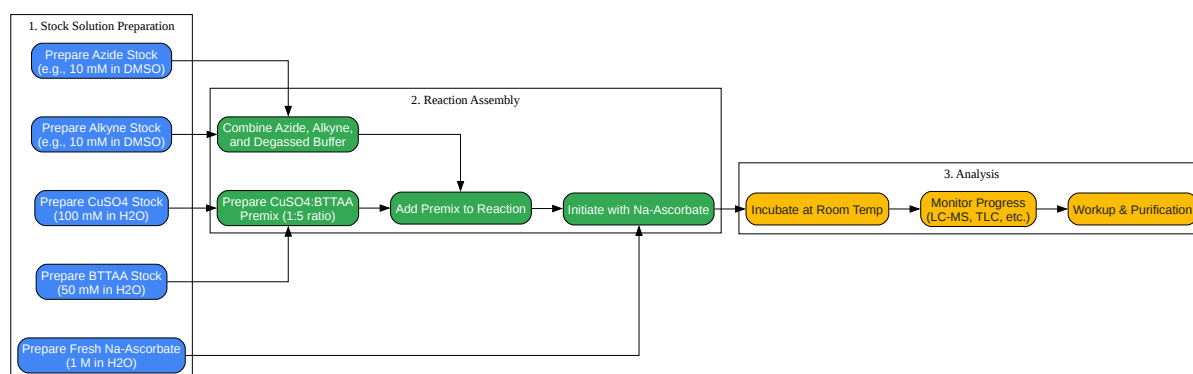 1. Stock Solution Preparation
Prepare Azide Stock
(e.g., 10 mM in DMSO)
Prepare Alkyne Stock
(e.g., 10 mM in DMSO)
Prepare CuSO4 Stock
(100 mM in H2O)
Prepare BTTAA Stock
(50 mM in H2O)
Prepare Fresh Na-Ascorbate
(1 M in H2O)
2. Reaction Assembly
Combine Azide, Alkyne,
and Degassed Buffer
Prepare CuSO4:BTTAA
Premix (1:5 ratio)
Add Premix to Reaction
Initiate with Na-Ascorbate
3. Analysis
Incubate at Room Temp
Monitor Progress
(LC-MS, TLC, etc.)
Workup & Purification